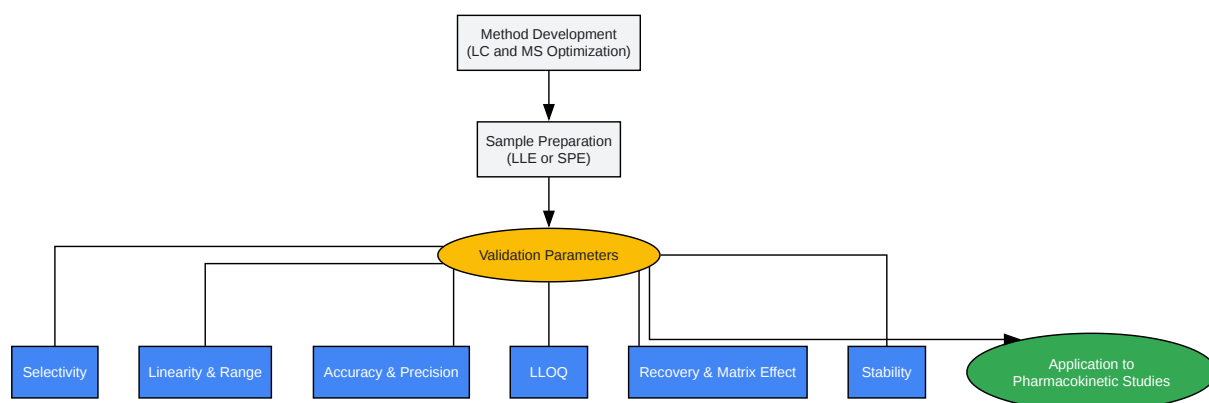 Method Development
(LC and MS Optimization)
Sample Preparation
(LLE or SPE)
Validation Parameters
Selectivity
Linearity & Range
Accuracy & Precision
LLOQ
Recovery & Matrix Effect
Stability
Application to
Pharmacokinetic Studies